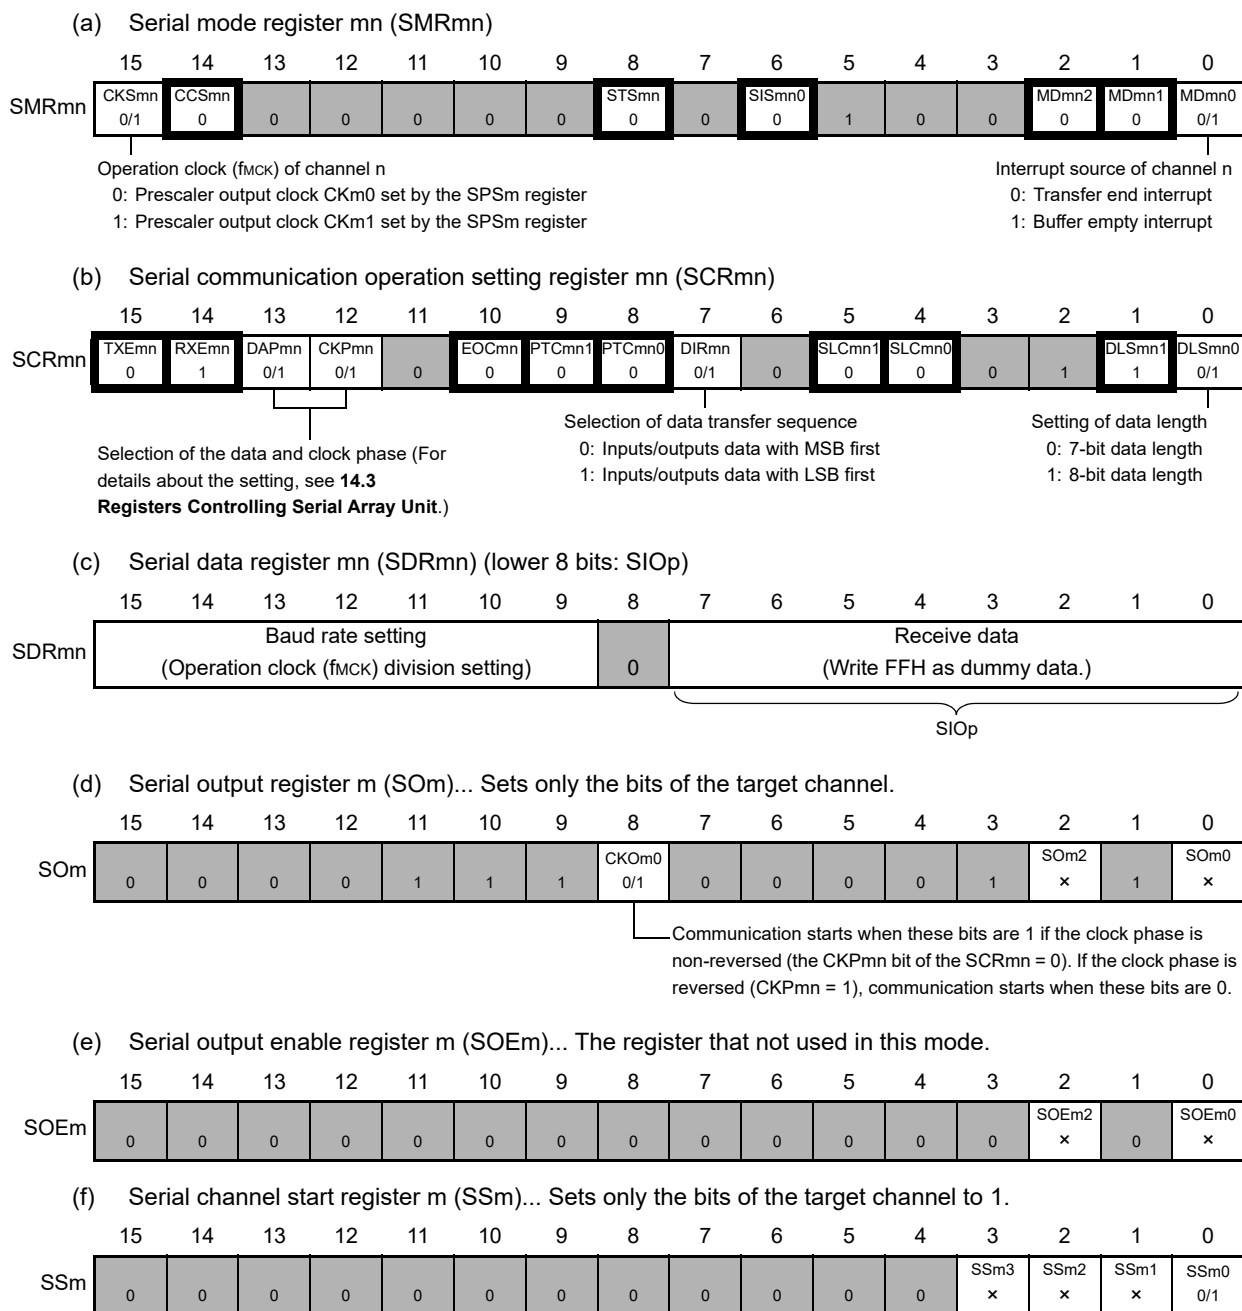 (a) Serial mode register mn (SMRmn)
15 14 13 12 11 10 9 8 7 6 5 4 3 2 1 0
SMRmn CKSmn CCSmn STSmn SISmn0 MDmn2 MDmn1 MDmn0
0/1 0 0 0 0 0 0 0 0 0 1 0 0 0 0 0/1
Operation clock (fMCK) of channel n
0: Prescaler output clock CKm0 set by the SPSm register
1: Prescaler output clock CKm1 set by the SPSm register
Interrupt source of channel n
0: Transfer end interrupt
1: Buffer empty interrupt
(b) Serial communication operation setting register mn (SCRmn)
15 14 13 12 11 10 9 8 7 6 5 4 3 2 1 0
SCRmn TXEmn RXEmn DAPmn CKPmn EOCmn PTCmn1 PTCmn0 DIRmn SLCmn1 SLCmn0 DLSmn1 DLSmn0
0 1 0/1 0/1 0 0 0 0 0/1 0 0 0 0 1 1 0/1
Selection of the data and clock phase (For
details about the setting, see 14.3
Registers Controlling Serial Array Unit.)
Selection of data transfer sequence
0: Inputs/outputs data with MSB first
1: Inputs/outputs data with LSB first
Setting of data length
0: 7-bit data length
1: 8-bit data length
(c) Serial data register mn (SDRmn) (lower 8 bits: SIOp)
15 14 13 12 11 10 9 8 7 6 5 4 3 2 1 0
SDRmn Baud rate setting
(Operation clock (fMCK) division setting)
0
Receive data
(Write FFH as dummy data.)
SIOp
(d) Serial output register m (SOm)... Sets only the bits of the target channel.
15 14 13 12 11 10 9 8 7 6 5 4 3 2 1 0
SOm CKOm0 SOm2 SOm0
0 0 0 0 1 1 1 0/1 0 0 0 0 1 × 1 ×
Communication starts when these bits are 1 if the clock phase is
non-reversed (the CKPmn bit of the SCRmn = 0). If the clock phase is
reversed (CKPmn = 1), communication starts when these bits are 0.
(e) Serial output enable register m (SOEm)... The register that not used in this mode.
15 14 13 12 11 10 9 8 7 6 5 4 3 2 1 0
SOEm SOEm2 SOEm0
0 0 0 0 0 0 0 0 0 0 0 0 0 × 0 ×
(f) Serial channel start register m (SSm)... Sets only the bits of the target channel to 1.
15 14 13 12 11 10 9 8 7 6 5 4 3 2 1 0
SSm SSm3 SSm2 SSm1 SSm0
0 0 0 0 0 0 0 0 0 0 0 0 × × × 0/1